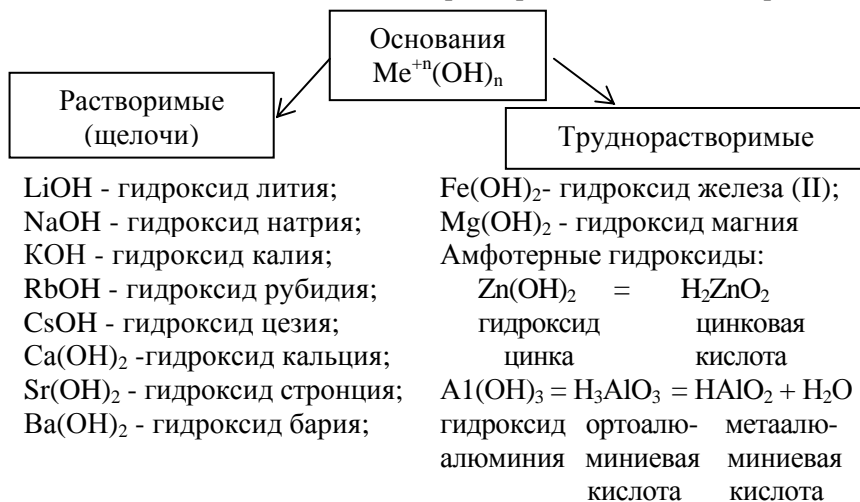 Основания
Me⁺ⁿ(OH)ₙ
Растворимые
(щелочи)
Труднорастворимые
LiOH - гидроксид лития;
NaOH - гидроксид натрия;
КОН - гидроксид калия;
RbOH - гидроксид рубидия;
CsOH - гидроксид цезия;
Ca(OH)₂ -гидроксид кальция;
Sr(OH)₂ - гидроксид стронция;
Ba(OH)₂ - гидроксид бария;
Fe(OH)₂- гидроксид железа (II);
Mg(OH)₂ - гидроксид магния
Амфотерные гидроксиды:
Zn(OH)₂ = H₂ZnO₂
гидроксид цинковая
цинка кислота
A1(OH)₃ = H₃AlO₃ = HAlO₂ + H₂O
гидроксид ортоалю- метаалю-
алюминия миниевая миниевая
кислота кислота